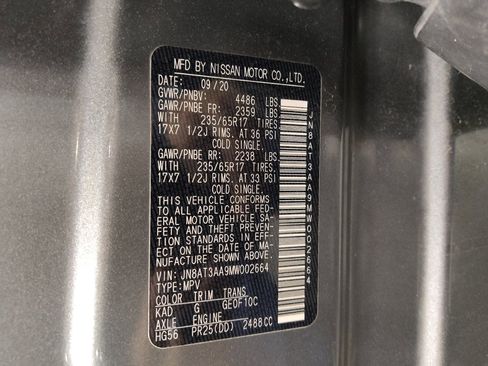 MFD BY NISSAN MOTOR CO.,LTD.
DATE: 09/20
GVWR/PNBV: 4486 LBS.
GAWR/PNBE FR: 2359 LBS.
WITH 235/65R17 TIRES.
17X7 1/2J RIMS. AT 36 PSI
COLD SINGLE.
GAWR/PNBE RR: 2238 LBS.
WITH 235/65R17 TIRES.
17X7 1/2J RIMS. AT 33 PSI
COLD SINGLE.
THIS VEHICLE CONFORMS
TO ALL APPLICABLE FED-
ERAL MOTOR VEHICLE SA-
FETY AND THEFT PREVEN-
TION STANDARDS IN EFF-
ECT ON THE DATE OF MA-
NUFACTURE SHOWN ABOVE.
VIN: JN8AT3AA9MW002664
TYPE:MPV
COLOR TRIM TRANS
KAD G GE0F10C
AXLE ENGINE
HG56 PR25(DD) 2488CC
JN8AT3AA9MW002664